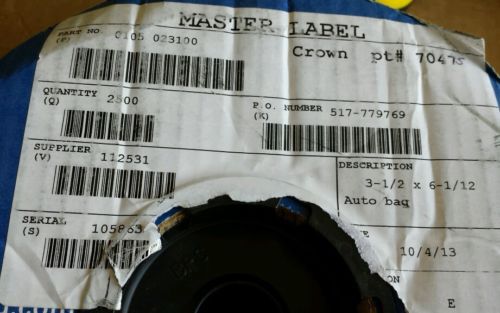 MASTER LABEL
PART NO. 0105 023100
(P)
Crown pt# 70475
QUANTITY 2500
(Q)
P.O. NUMBER 517-779769
(K)
SUPPLIER
(V) 112531
DESCRIPTION
3-1/2 x 6-1/12
Auto bag
SERIAL
(S) 105863
10/4/13
ION
E